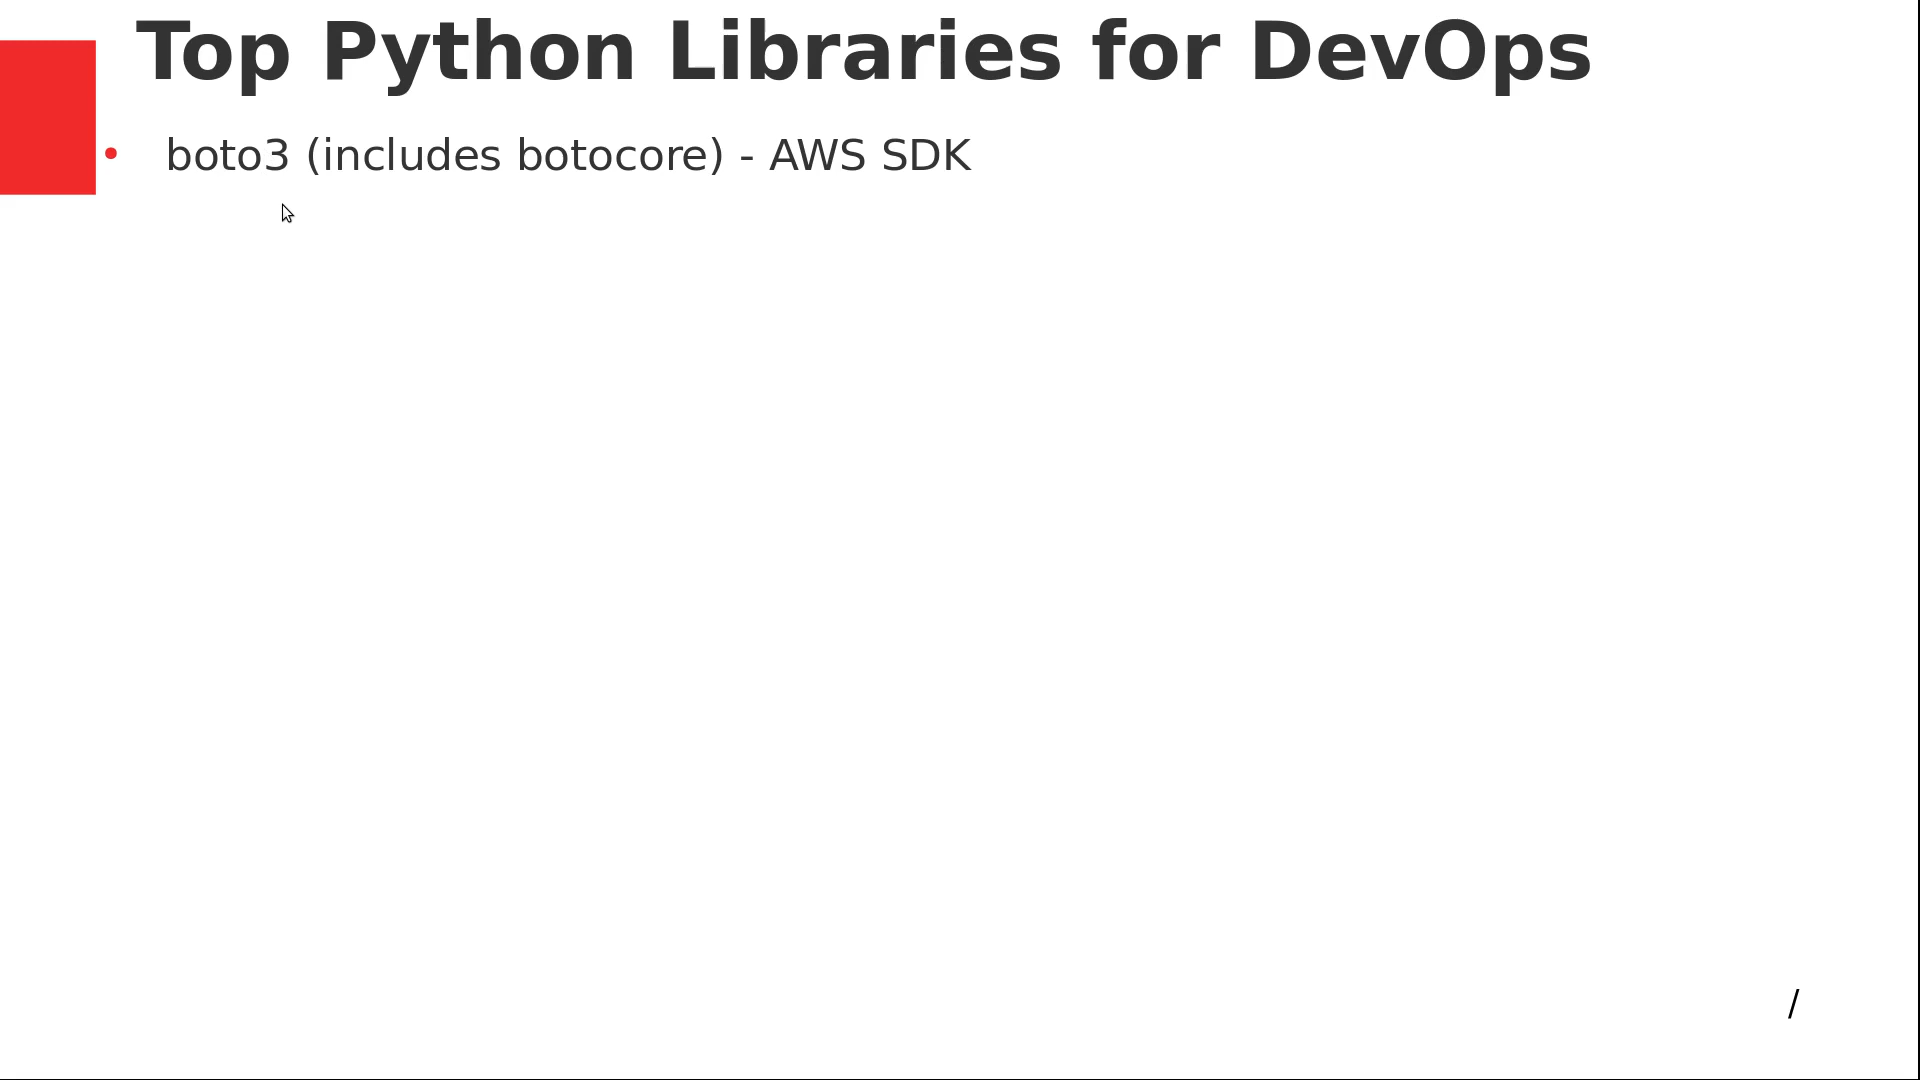 Top Python Libraries for DevOps
• boto3 (includes botocore) - AWS SDK
/